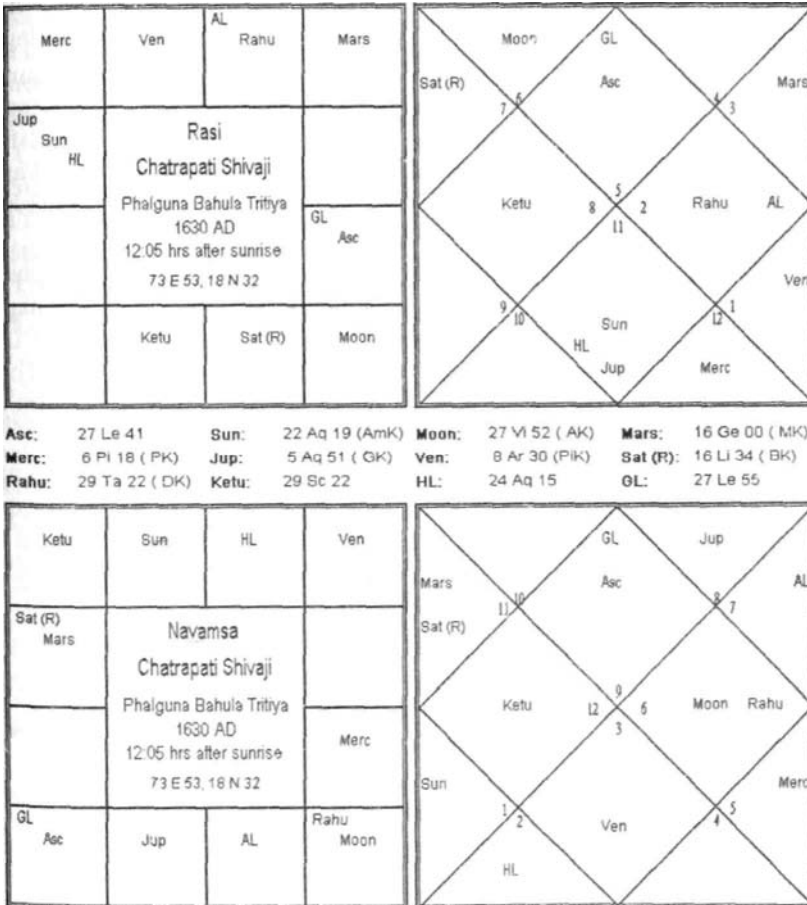 Merc Ven AL Rahu Mars
Jup Sun HL
Rasi
Chatrapati Shivaji
Phalguna Bahula Tritiya
1630 AD
12:05 hrs after sunrise
73 E 53, 18 N 32
GL Asc
Ketu Sat (R) Moon
Moon GL
Sat (R) Asc Mars
6 4
7 3
5
Ketu 8 2 Rahu AL
11
Ven
9 1
10 12
Sun
HL
Jup Merc
Asc: 27 Le 41 Sun: 22 Aq 19 (AmK) Moon: 27 Vi 52 ( AK) Mars: 16 Ge 00 ( MK)
Merc: 6 Pi 18 ( PK) Jup: 5 Aq 51 ( GK) Ven: 8 Ar 30 (PiK) Sat (R): 16 Li 34 ( BK)
Rahu: 29 Ta 22 ( DK) Ketu: 29 Sc 22 HL: 24 Aq 15 GL: 27 Le 55
Ketu Sun HL Ven
Sat (R) Mars
Navamsa
Chatrapati Shivaji
Phalguna Bahula Tritiya
1630 AD
12:05 hrs after sunrise
73 E 53, 18 N 32
Merc
GL Asc Jup AL Rahu Moon
GL Jup
Mars Asc AL
10 8
11 7
Sat (R)
9
Ketu 12 6 Moon Rahu
3
Sun Merc
1 5
2 4
Ven
HL